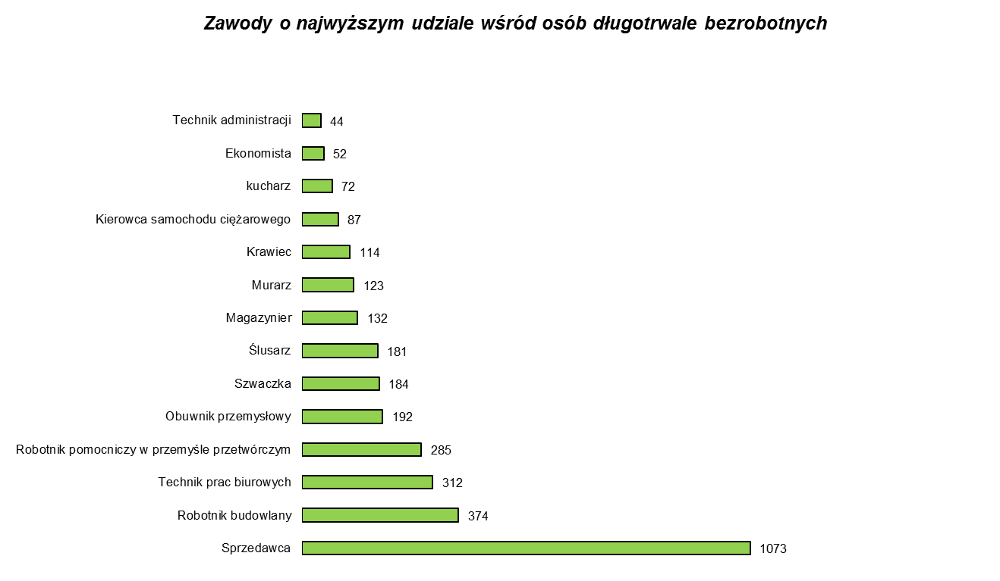 Zawody o najwyższym udziale wśród osób długotrwale bezrobotnych
Technik administracji 44
Ekonomista 52
kucharz 72
Kierowca samochodu ciężarowego 87
Krawiec 114
Murarz 123
Magazynier 132
Ślusarz 181
Szwaczka 184
Obuwnik przemysłowy 192
Robotnik pomocniczy w przemyśle przetwórczym 285
Technik prac biurowych 312
Robotnik budowlany 374
Sprzedawca 1073